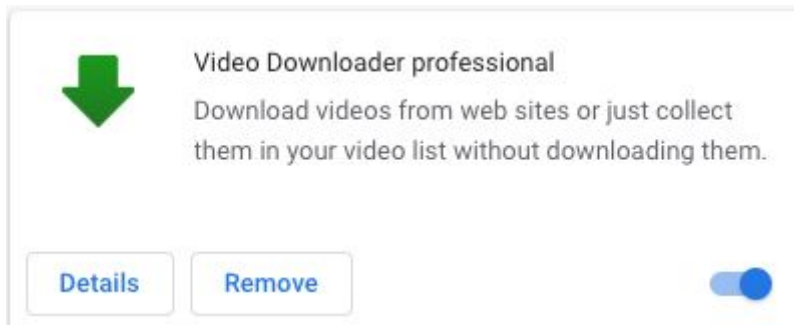 Video Downloader professional
Download videos from web sites or just collect
them in your video list without downloading them.
Details Remove